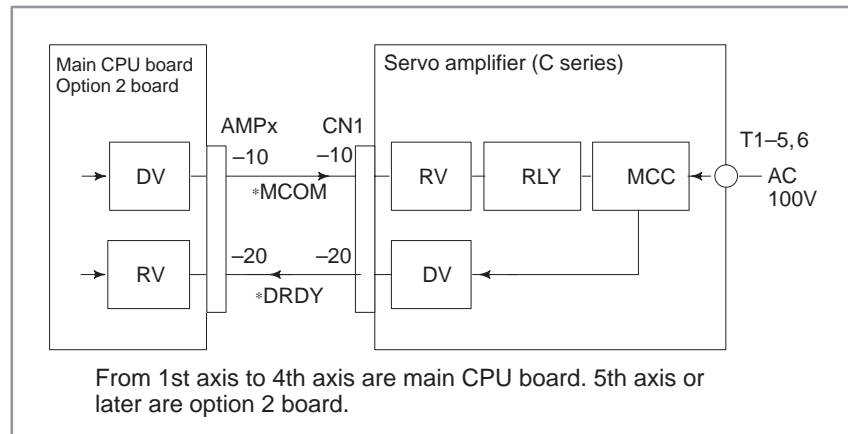 Main CPU board
Option 2 board
Servo amplifier (C series)
AMPx
CN1
T1–5, 6
–10
–10
DV
RV
RLY
MCC
AC
100V
∗MCOM
–20
–20
RV
DV
∗DRDY
From 1st axis to 4th axis are main CPU board. 5th axis or
later are option 2 board.